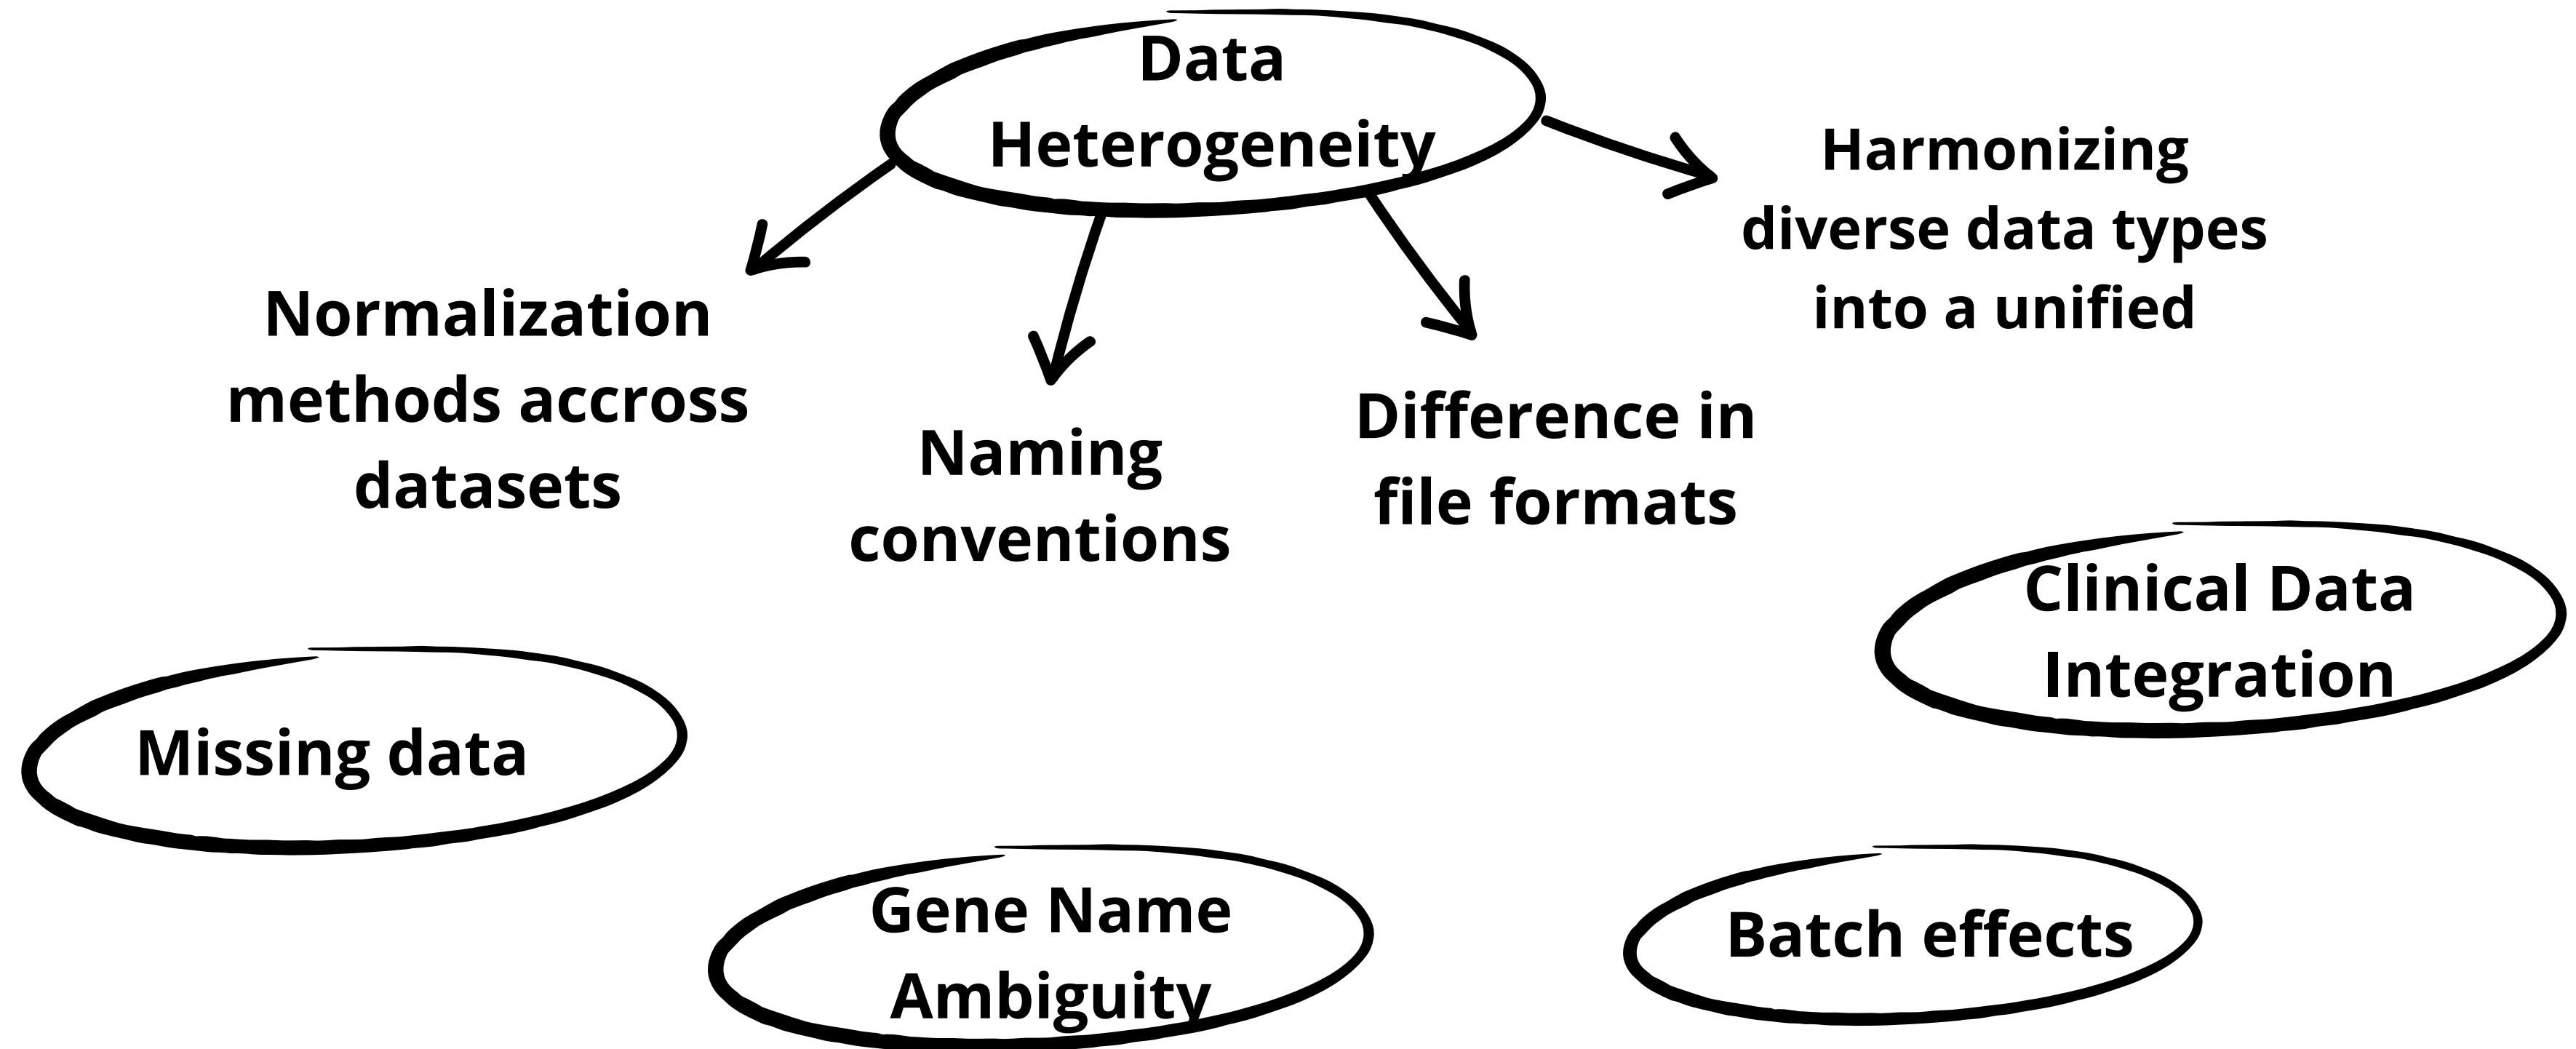 Data
Heterogeneity
Harmonizing
diverse data types
into a unified
Normalization
methods accross
datasets
Naming
conventions
Difference in
file formats
Clinical Data
Integration
Missing data
Gene Name
Ambiguity
Batch effects